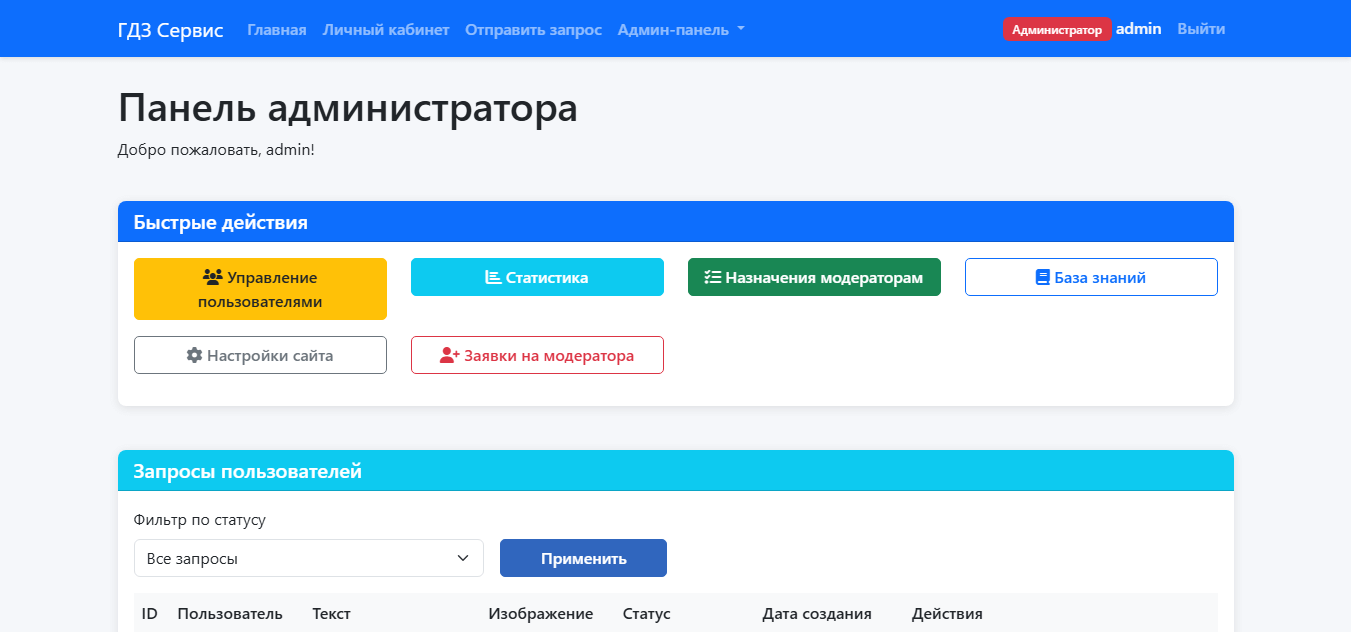 ГДЗ Сервис Главная Личный кабинет Отправить запрос Админ-панель Администратор admin Выйти
Панель администратора
Добро пожаловать, admin!
Быстрые действия
Управление пользователями
Статистика
Назначения модераторам
База знаний
Настройки сайта
Заявки на модератора
Запросы пользователей
Фильтр по статусу
Все запросы Применить
ID Пользователь Текст Изображение Статус Дата создания Действия